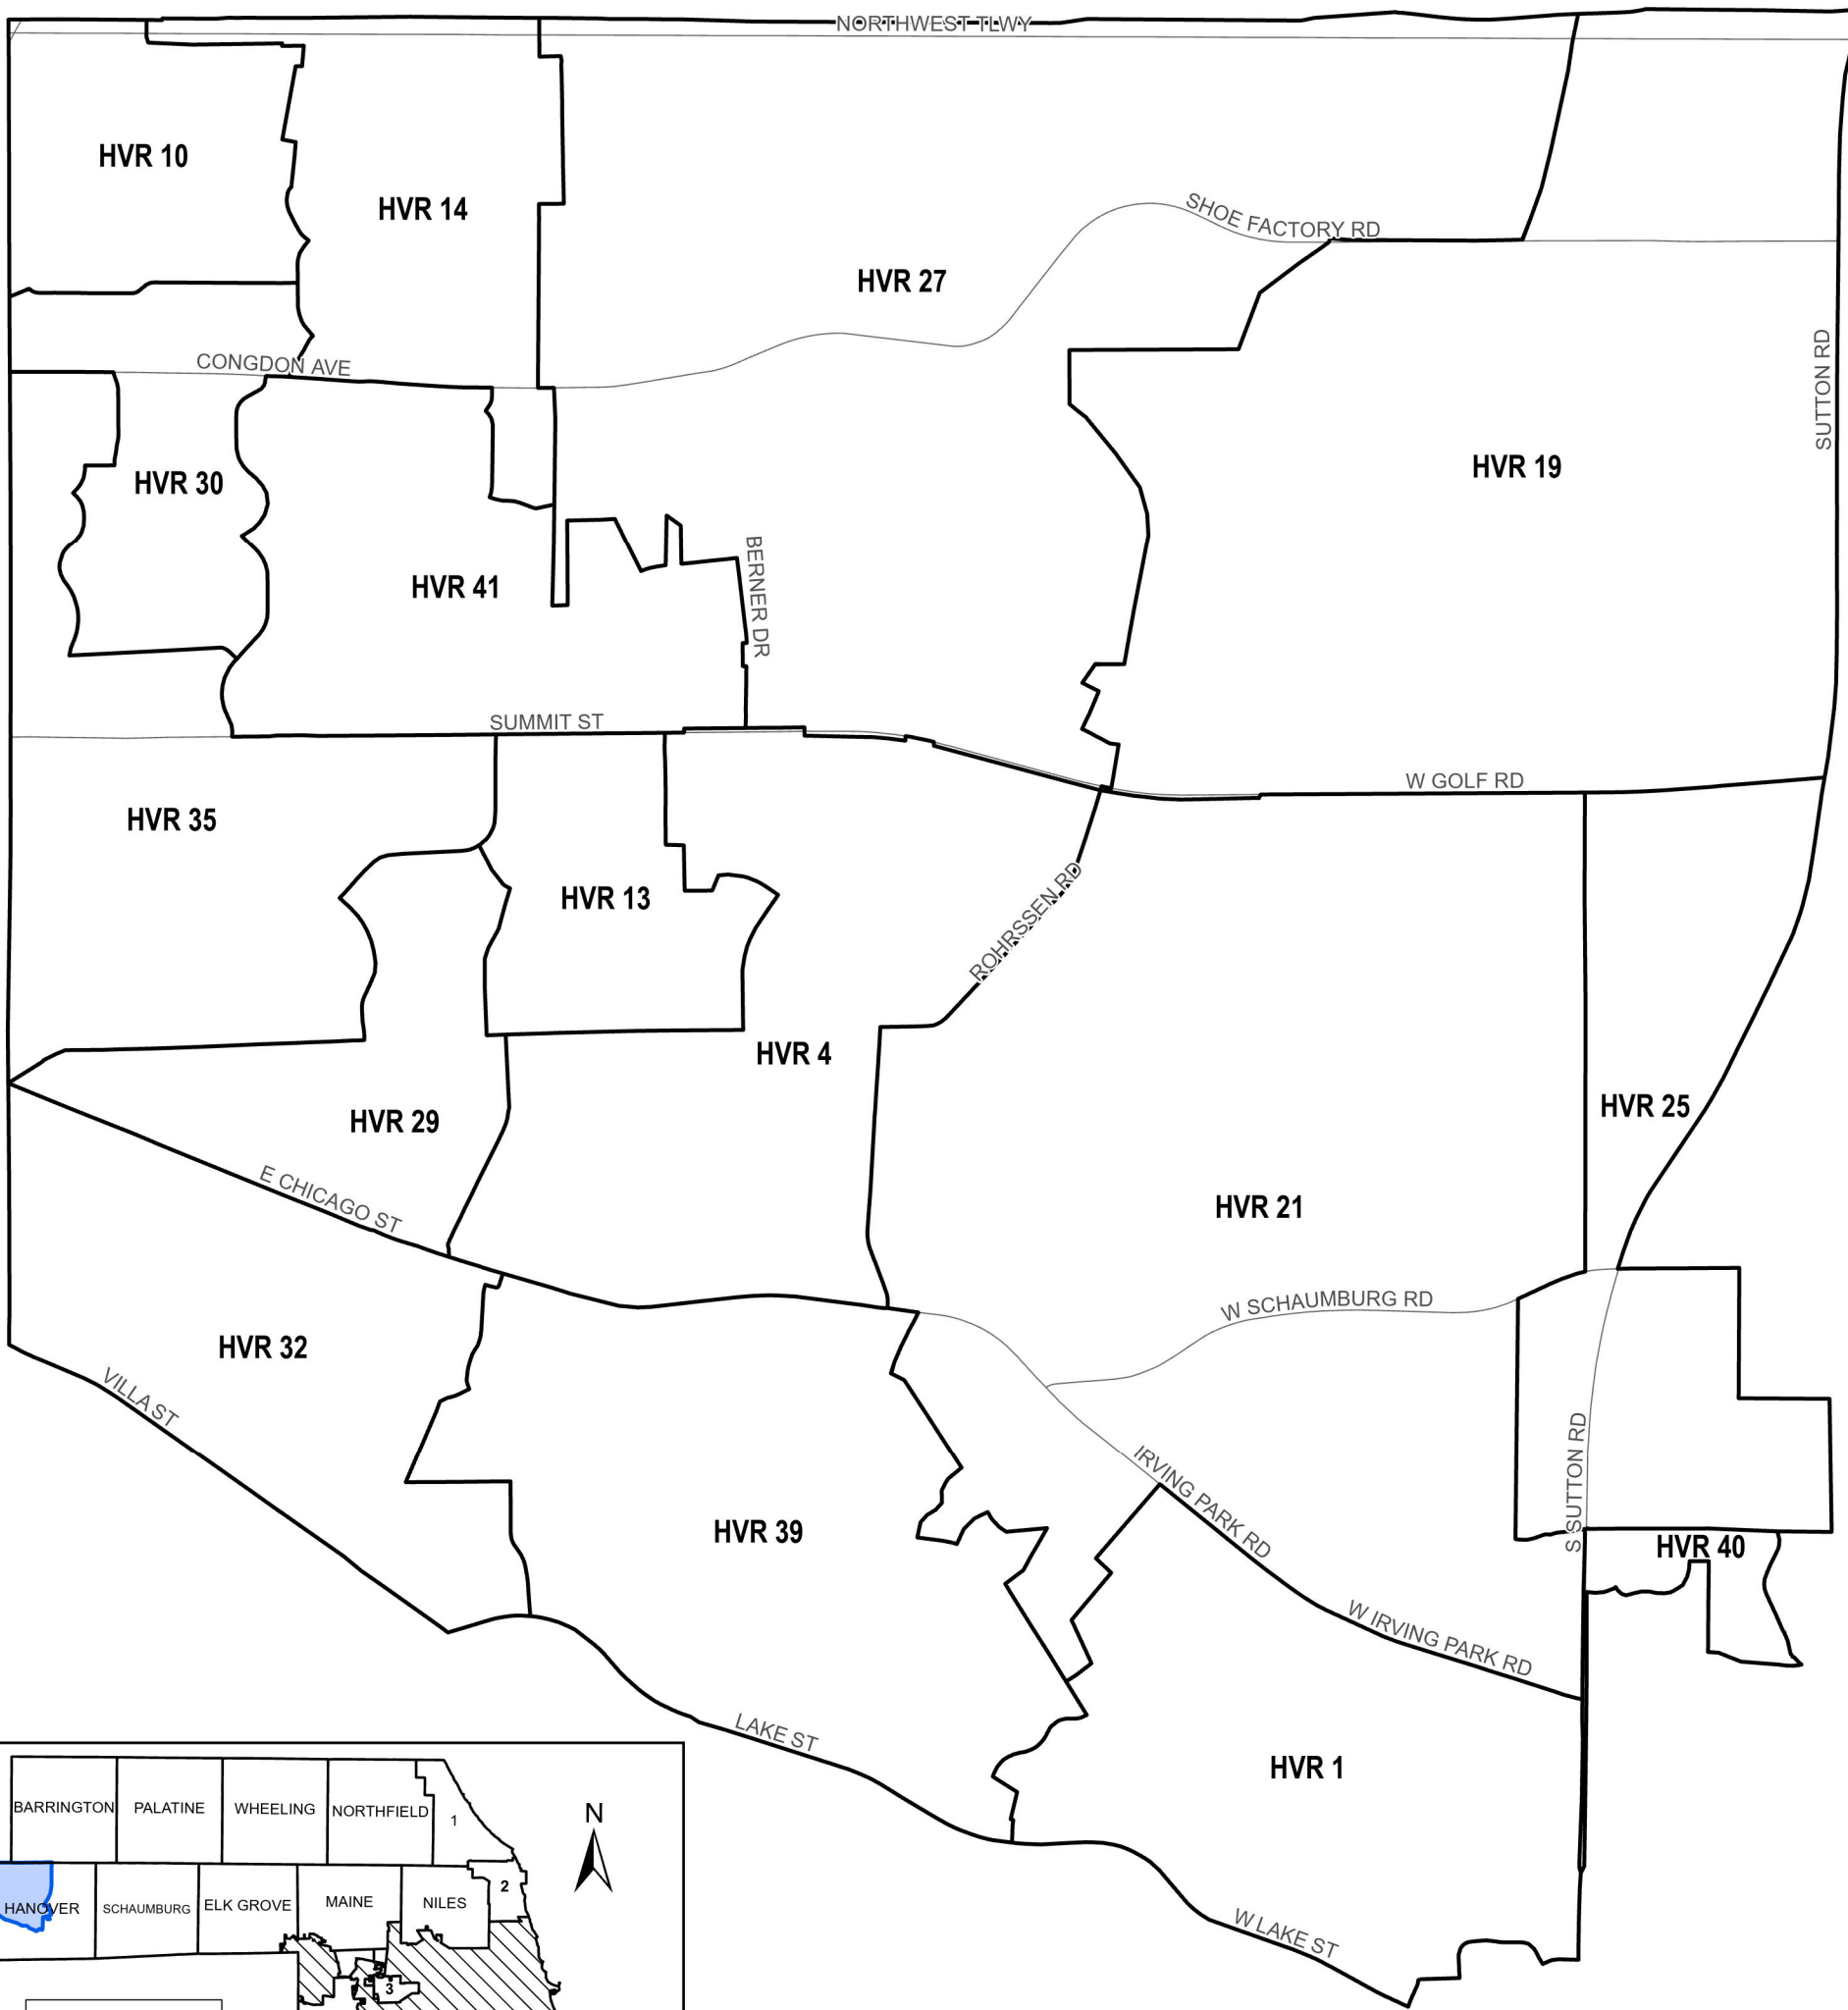 NORTHWEST TLWY
HVR 10
HVR 14
SHOE FACTORY RD
HVR 27
SUTTON RD
CONGDON AVE
HVR 19
HVR 30
HVR 41
BERNER DR
SUMMIT ST
W GOLF RD
HVR 35
HVR 13
ROHRSSEN RD
HVR 4
HVR 25
HVR 29
E CHICAGO ST
HVR 21
W SCHAUMBURG RD
HVR 32
VILLA ST
S SUTTON RD
IRVING PARK RD
HVR 39
HVR 40
W IRVING PARK RD
LAKE ST
HVR 1
W LAKE ST
BARRINGTON
PALATINE
WHEELING
NORTHFIELD
1
N
HANOVER
SCHAUMBURG
ELK GROVE
MAINE
NILES
2
3